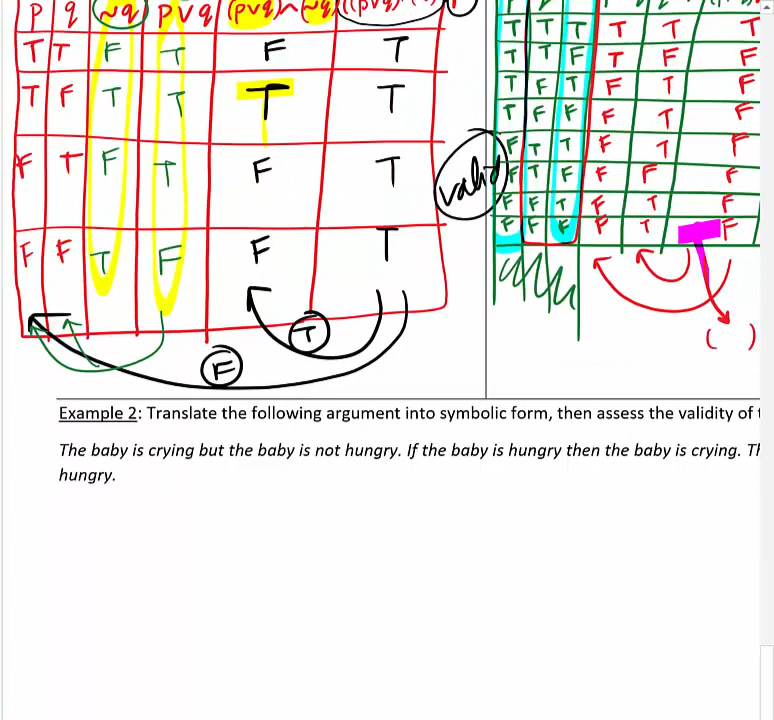 p q ~q p∨q (p∨q)∧(~q)
T T F T F T
T F T T T T
F T F T F T
F F T F F T
T
F
valid
T T T T T T
T T F T F F
T F T F T F
T F F F T F
F T T F T F
F T F F F F
F F T F T F
F F F F T F
T
( )
Example 2: Translate the following argument into symbolic form, then assess the validity of
The baby is crying but the baby is not hungry. If the baby is hungry then the baby is crying.
hungry.